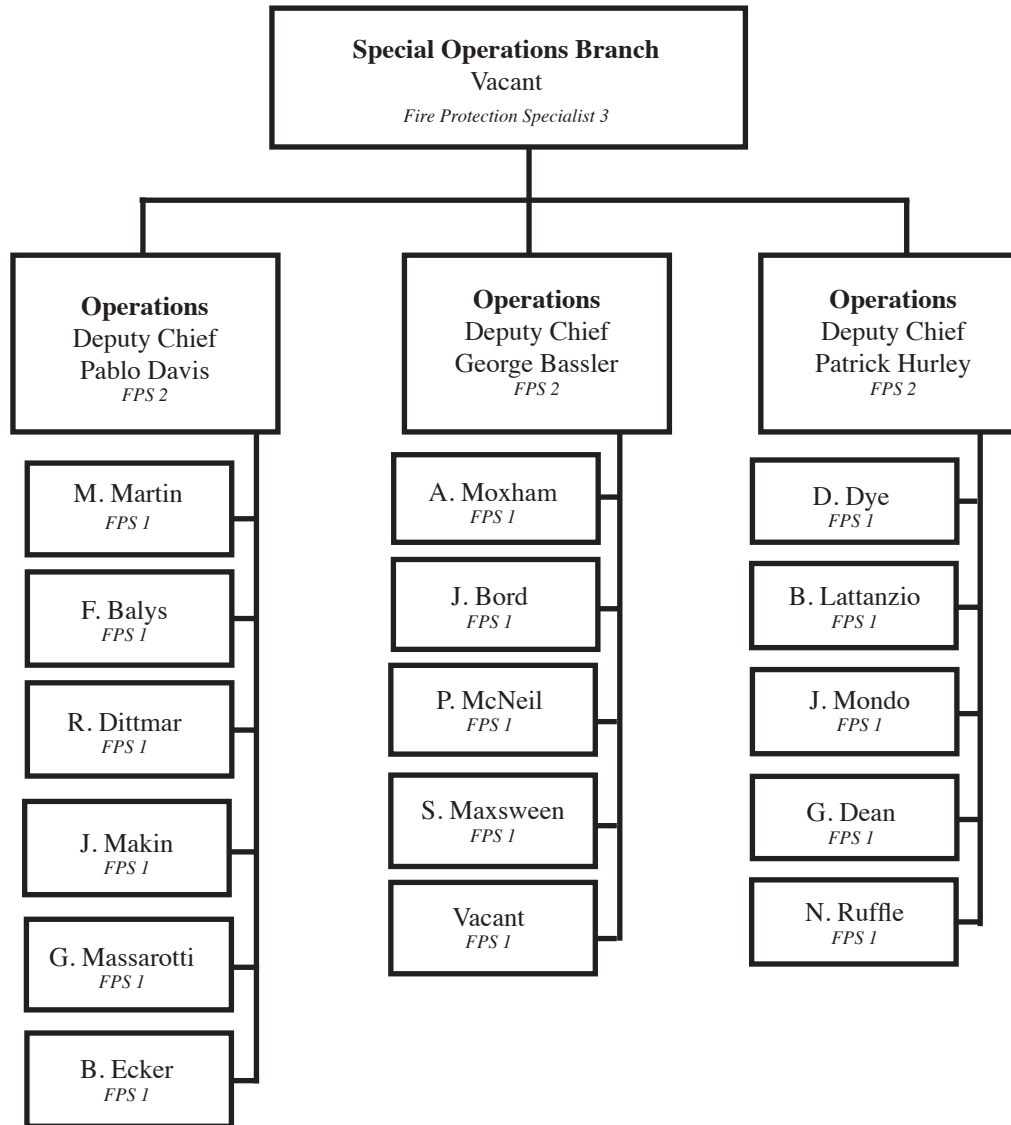 Special Operations Branch
Vacant
Fire Protection Specialist 3
Operations
Deputy Chief
Pablo Davis
FPS 2
M. Martin
FPS 1
F. Balys
FPS 1
R. Dittmar
FPS 1
J. Makin
FPS 1
G. Massarotti
FPS 1
B. Ecker
FPS 1
Operations
Deputy Chief
George Bassler
FPS 2
A. Moxham
FPS 1
J. Bord
FPS 1
P. McNeil
FPS 1
S. Maxsween
FPS 1
Vacant
FPS 1
Operations
Deputy Chief
Patrick Hurley
FPS 2
D. Dye
FPS 1
B. Lattanzio
FPS 1
J. Mondo
FPS 1
G. Dean
FPS 1
N. Ruffle
FPS 1